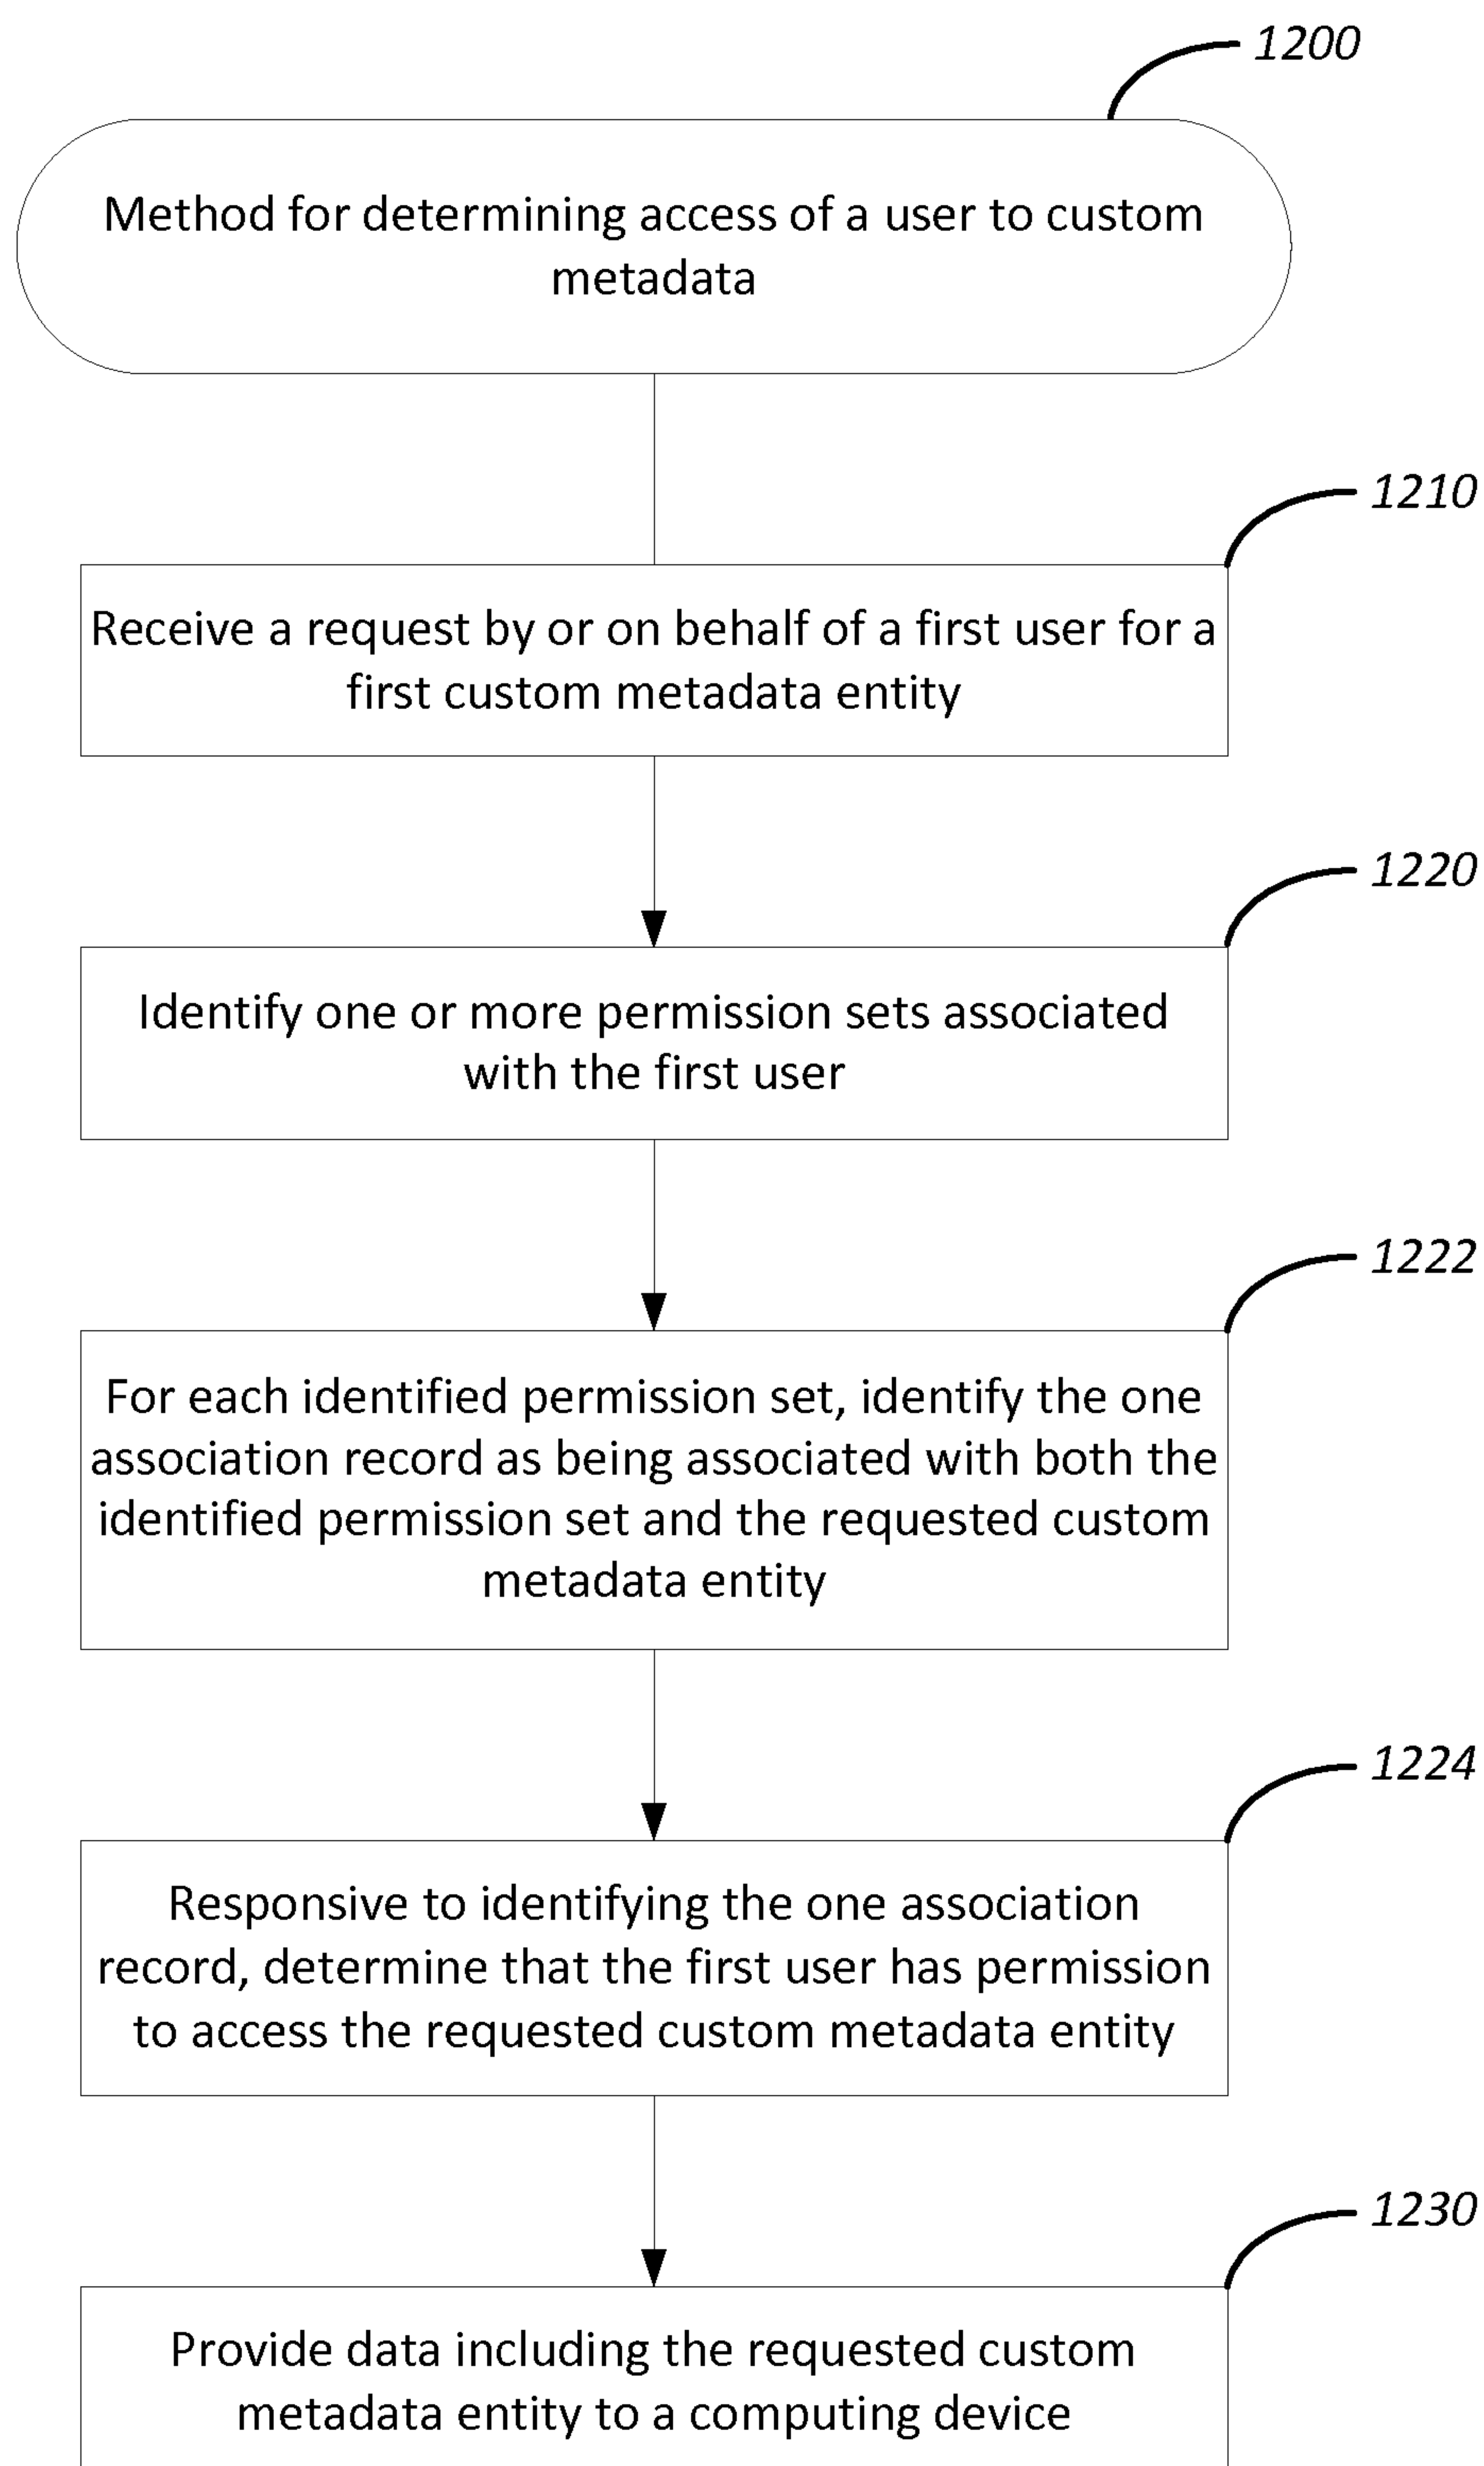 1200
Method for determining access of a user to custom
metadata
1210
Receive a request by or on behalf of a first user for a
first custom metadata entity
1220
Identify one or more permission sets associated
with the first user
1222
For each identified permission set, identify the one
association record as being associated with both the
identified permission set and the requested custom
metadata entity
1224
Responsive to identifying the one association
record, determine that the first user has permission
to access the requested custom metadata entity
1230
Provide data including the requested custom
metadata entity to a computing device